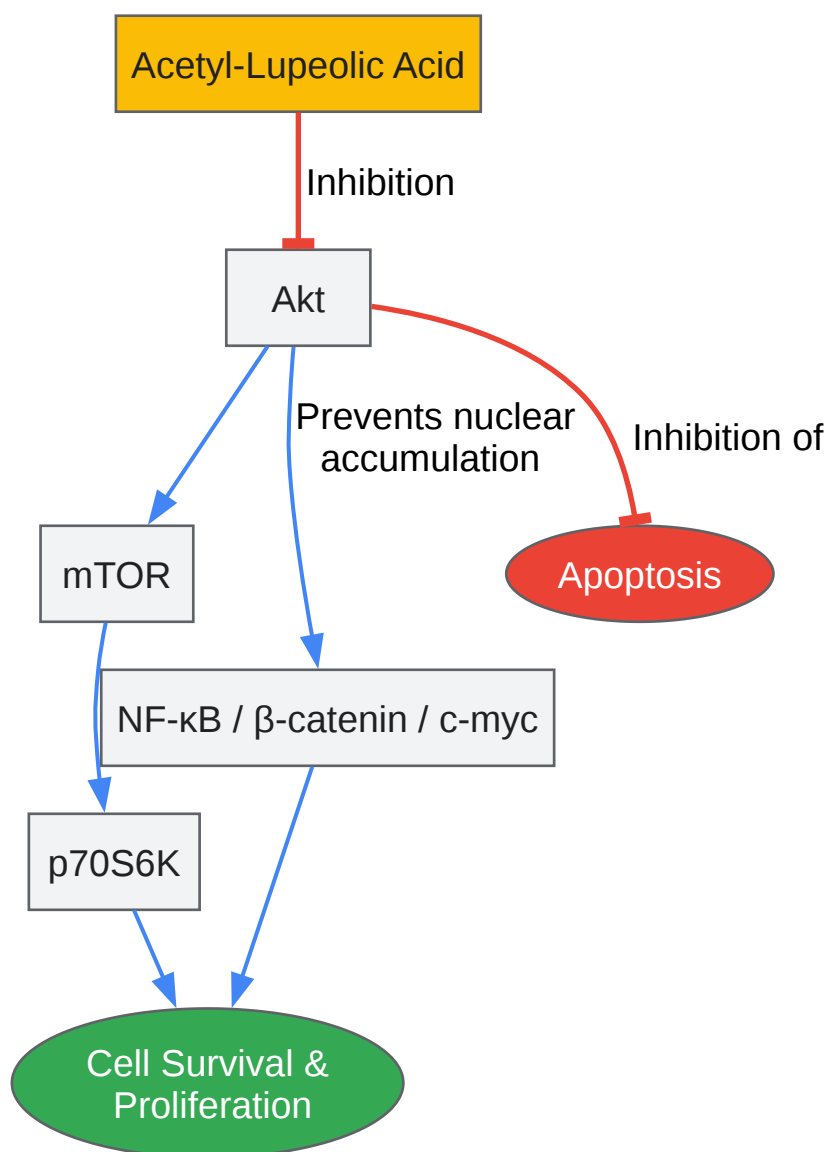 Acetyl-Lupeolic Acid
Inhibition
Akt
Prevents nuclear
accumulation
Inhibition of
mTOR
Apoptosis
NF-κB / β-catenin / c-myc
p70S6K
Cell Survival &
Proliferation